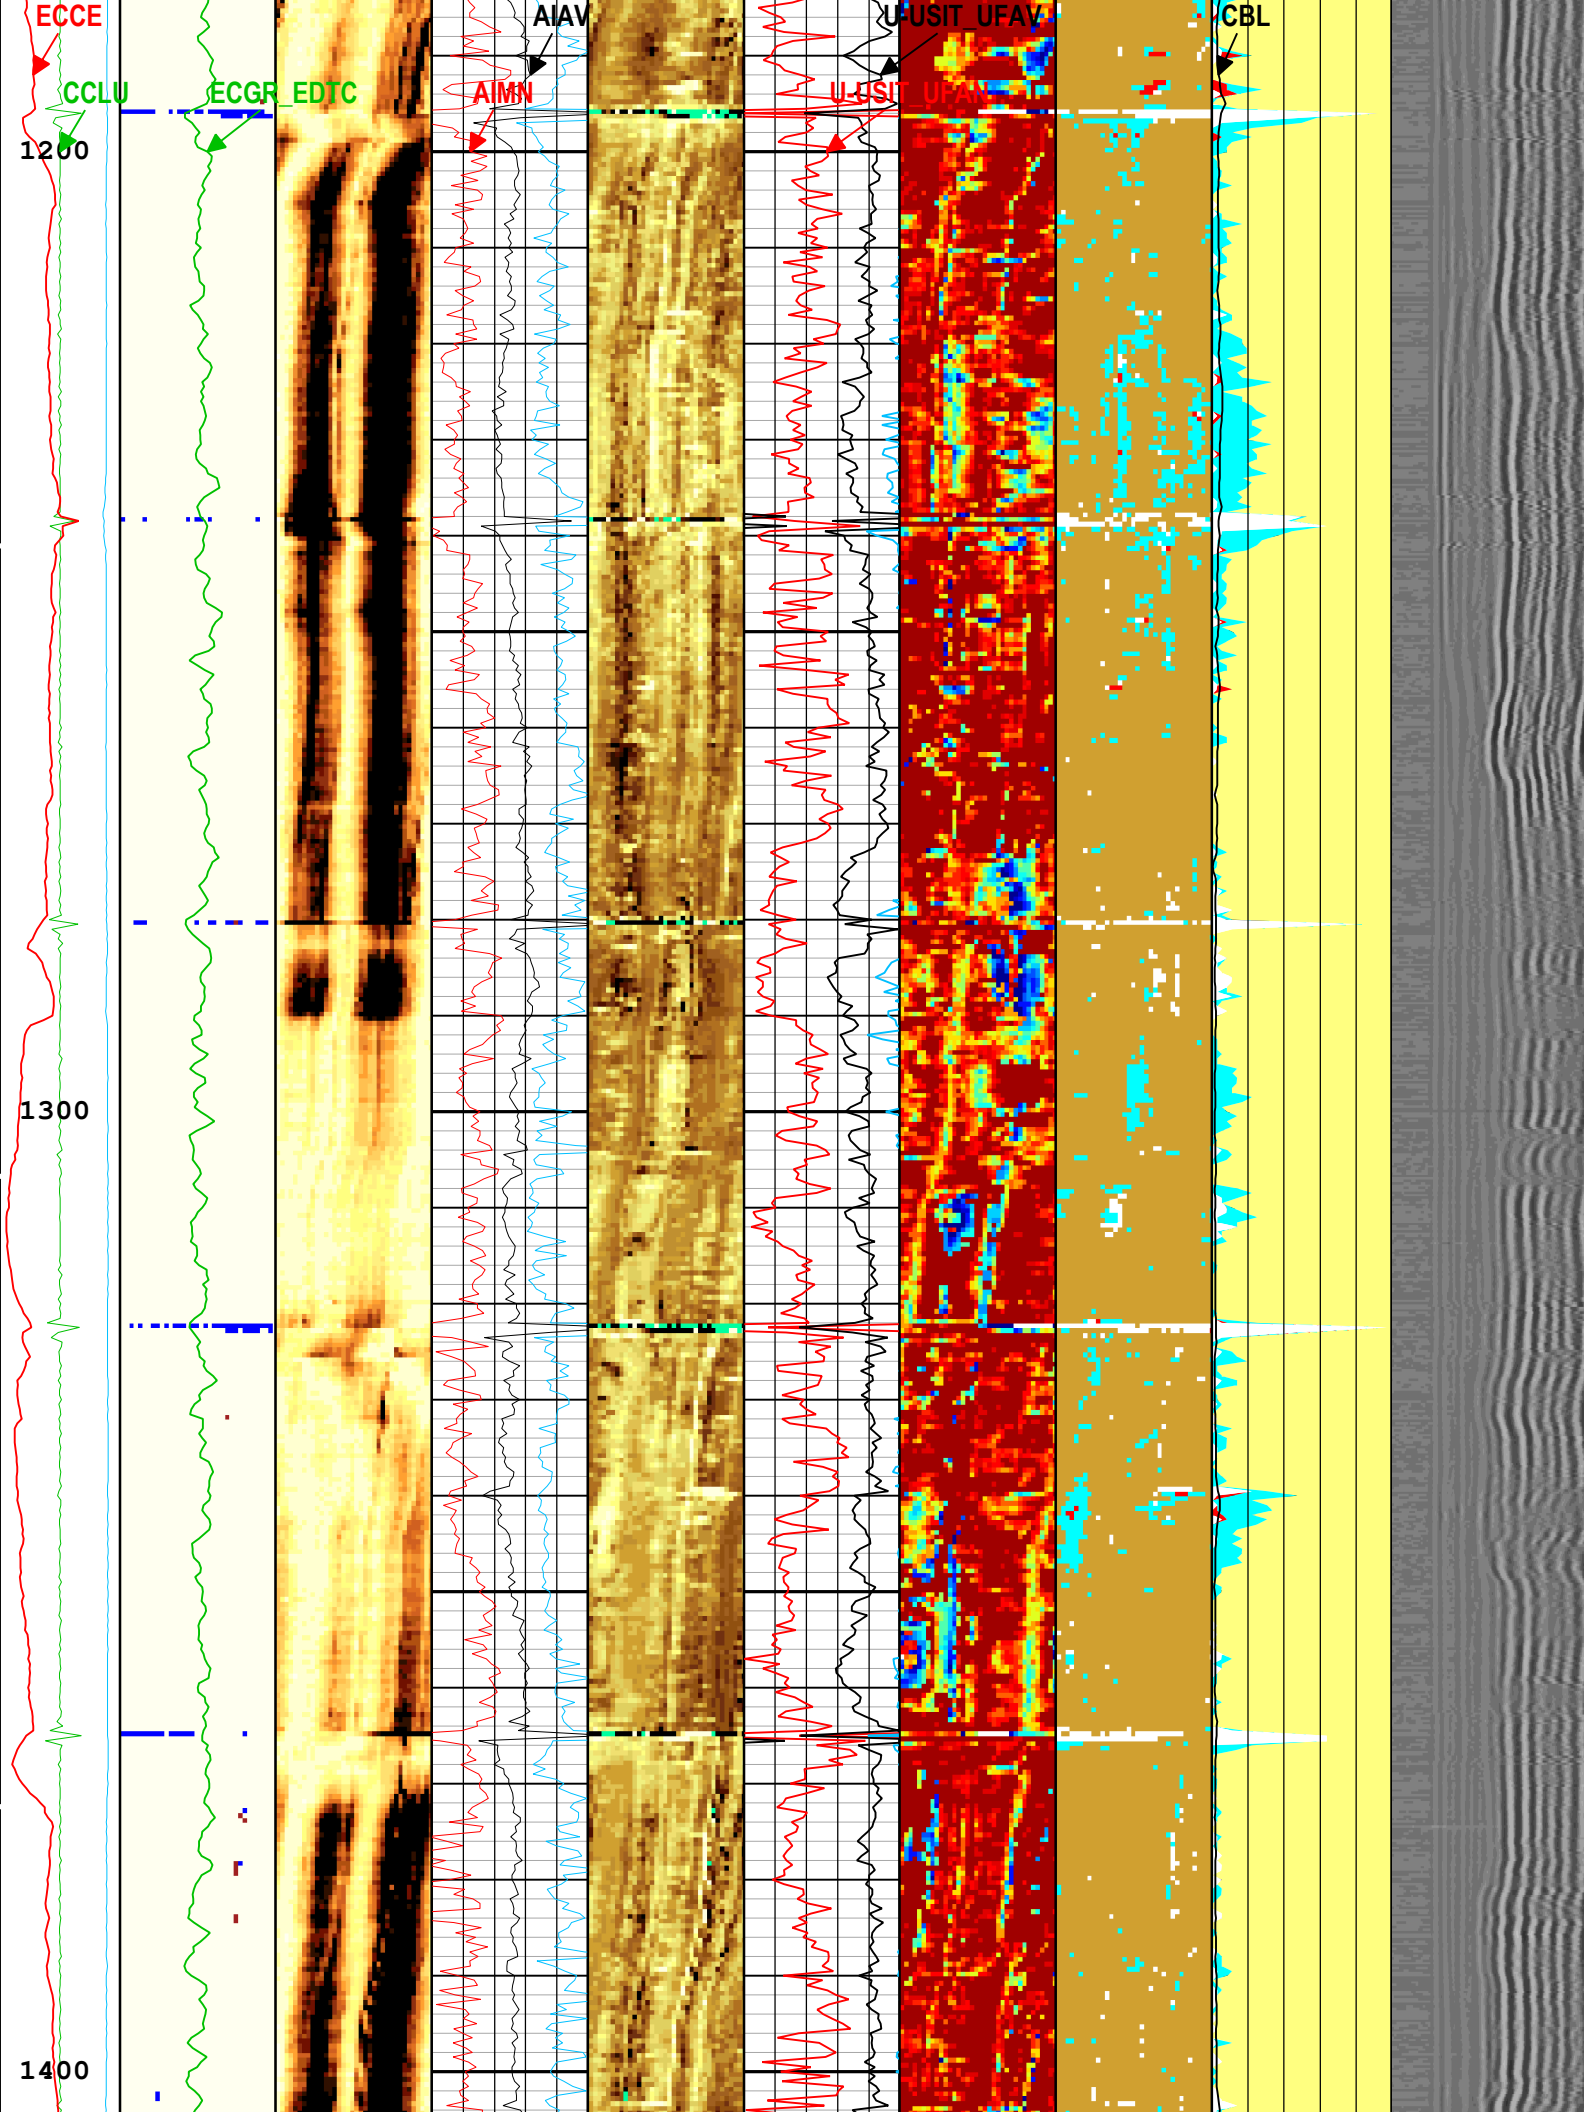 ECCE
AIAV
U-USIT_UFAV
CBL
CCLU
ECGR_EDTC
AIMN
U-USIT_UFAN
1200
1300
1400